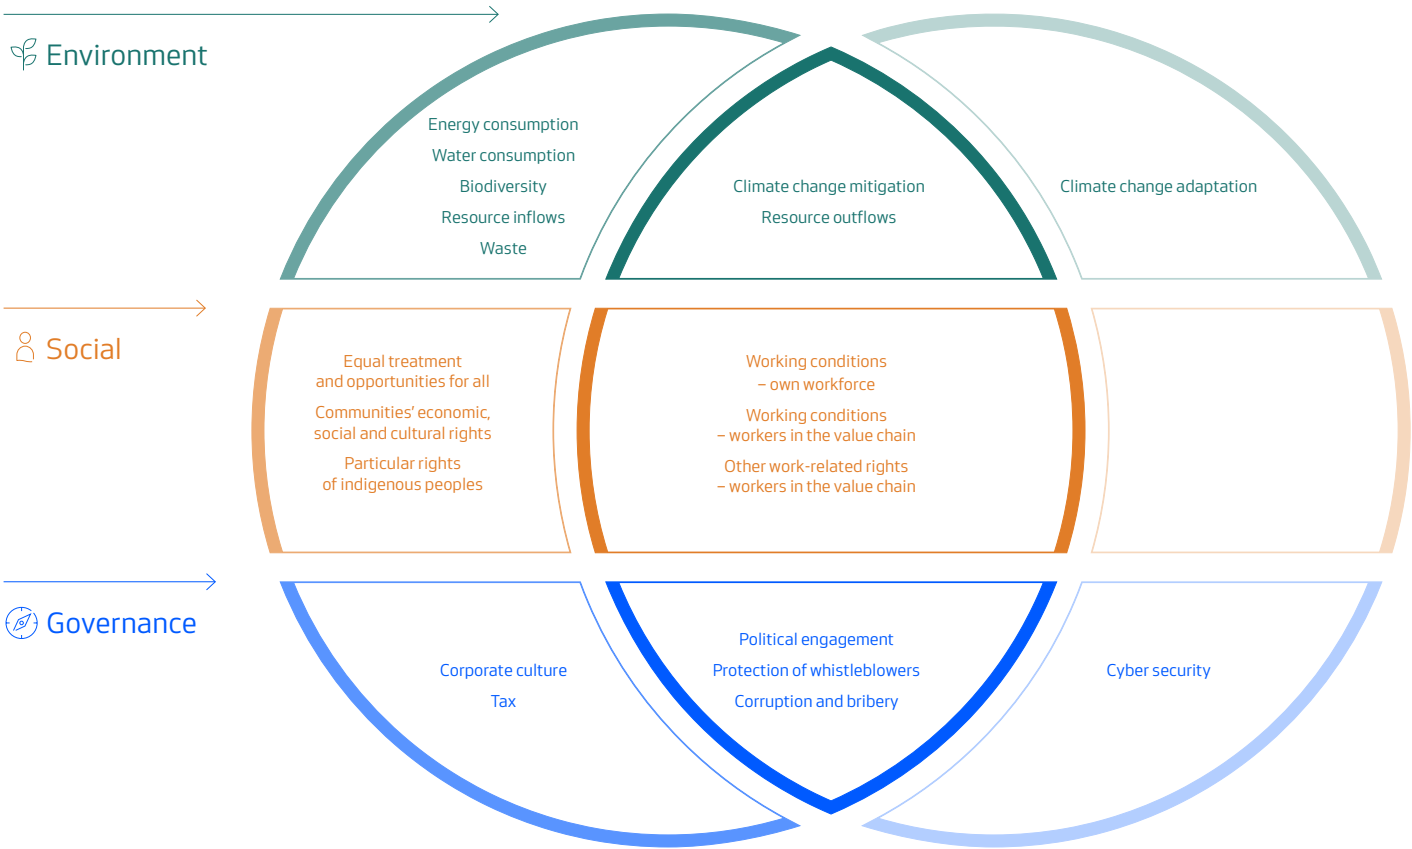 Environment
Energy consumption
Water consumption
Biodiversity
Resource inflows
Waste
Climate change mitigation
Resource outflows
Climate change adaptation
Social
Equal treatment
and opportunities for all
Communities’ economic,
social and cultural rights
Particular rights
of indigenous peoples
Working conditions
– own workforce
Working conditions
– workers in the value chain
Other work-related rights
– workers in the value chain
Governance
Corporate culture
Tax
Political engagement
Protection of whistleblowers
Corruption and bribery
Cyber security